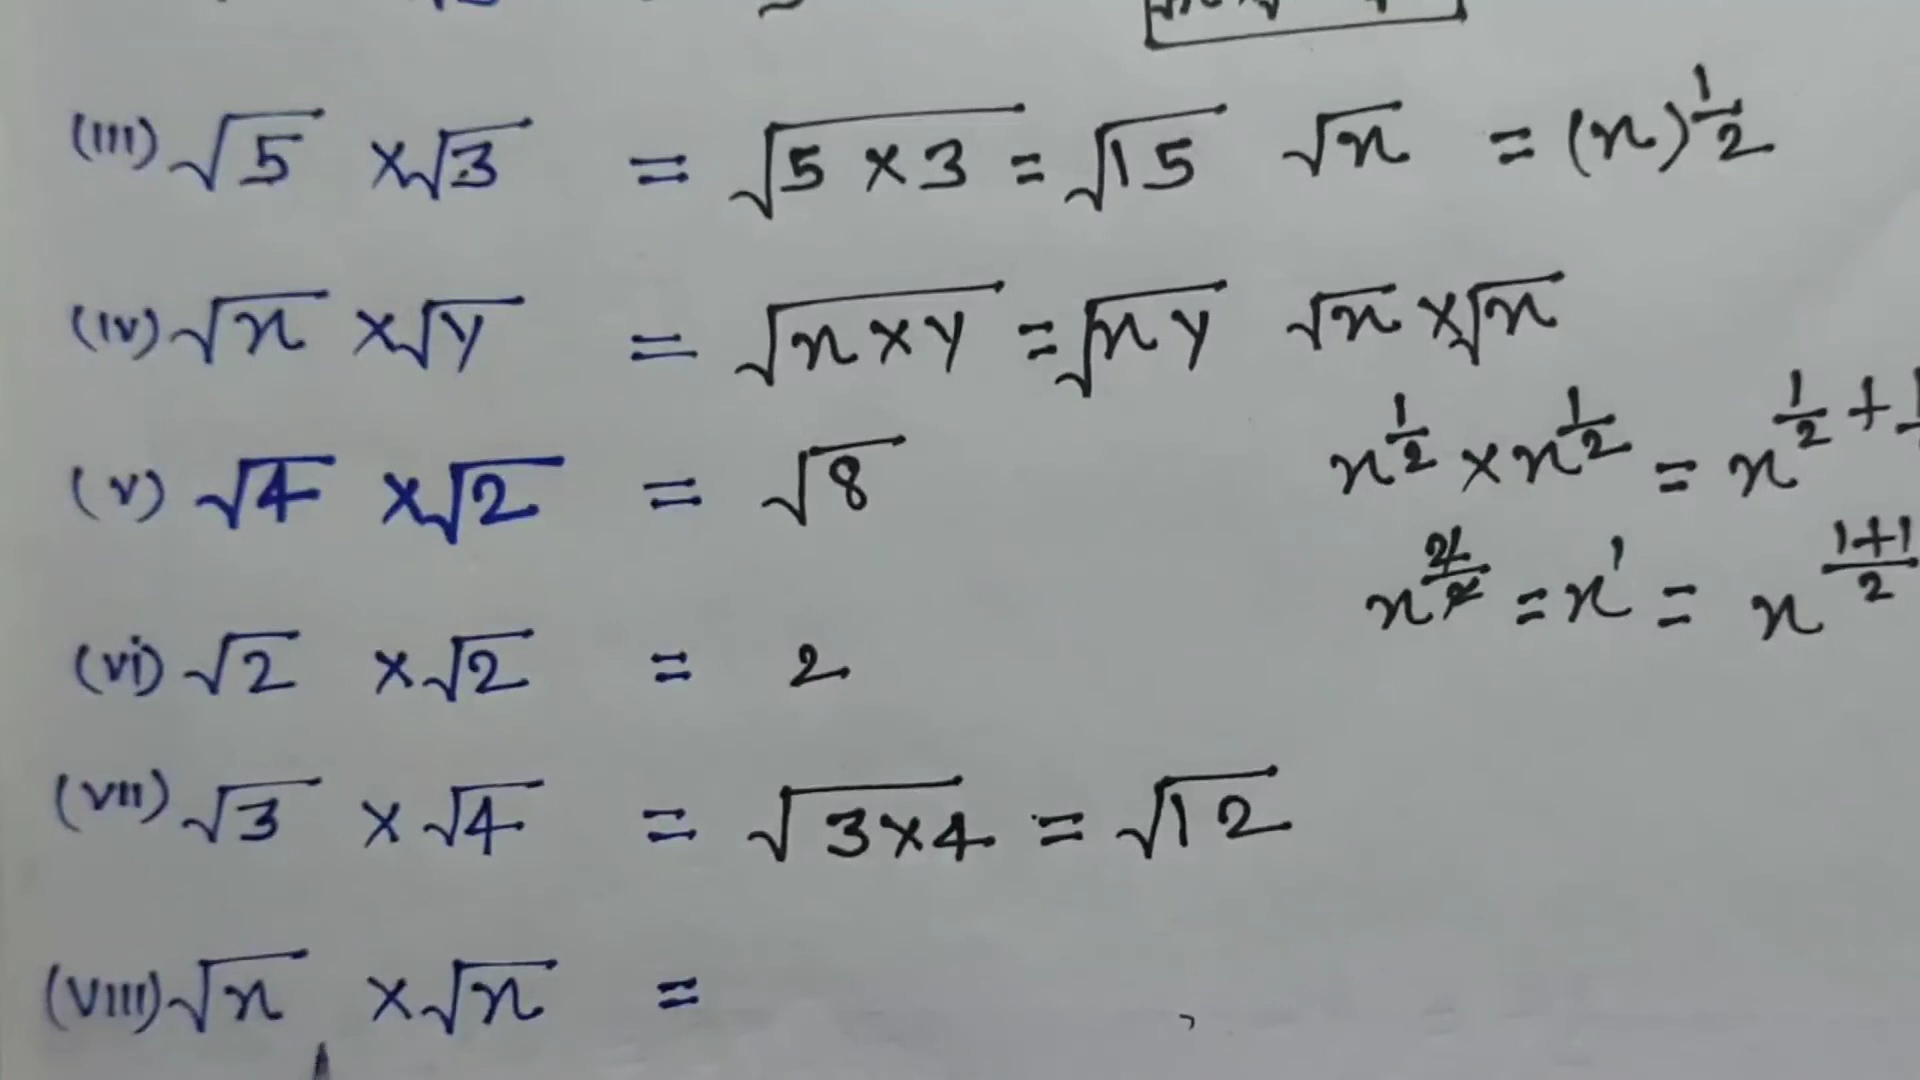 (III) √5 ×√3 = √5 × 3 = √15 √n = (n)^1/2
(IV) √n ×√y = √n × y = √ny √n ×√n
n^1/2 × n^1/2 = n^1/2 +
(V) √4 ×√2 = √8
n^2/2 = n^1 = n^1+1/2
(vi) √2 ×√2 = 2
(VII) √3 × √4 = √3×4 = √12
(VIII) √n ×√n =